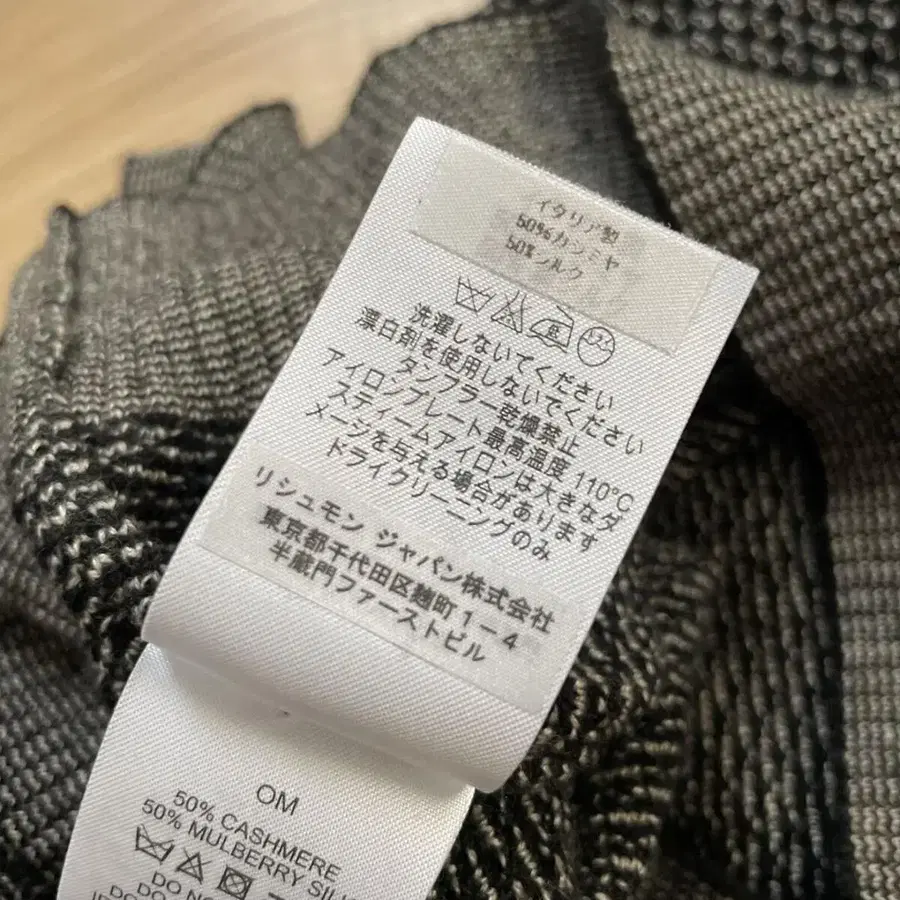 イタリア製
50%カシミヤ
50%シルク
洗濯しないでください
漂白剤を使用しないでください
タンブラー乾燥禁止
アイロンプレート最高温度 110°C
スティームアイロンは大きなダ
メージを与える場合があります
ドライクリーニングのみ
リシュモン ジャパン株式会社
東京都千代田区麹町1-4
半蔵門ファーストビル
OM
50% CASHMERE
50% MULBERRY SIL
DO NO
DO NO